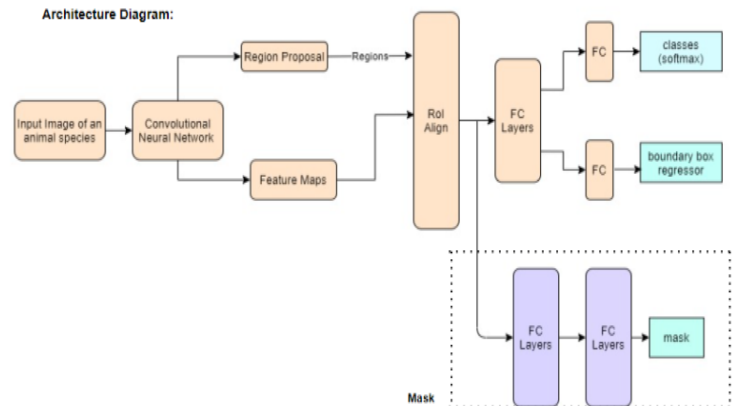 Architecture Diagram:
Input Image of an
animal species
Convolutional
Neural Network
Region Proposal
Regions
Feature Maps
RoI
Align
FC
Layers
FC
classes
(softmax)
FC
boundary box
regressor
FC
Layers
FC
Layers
mask
Mask